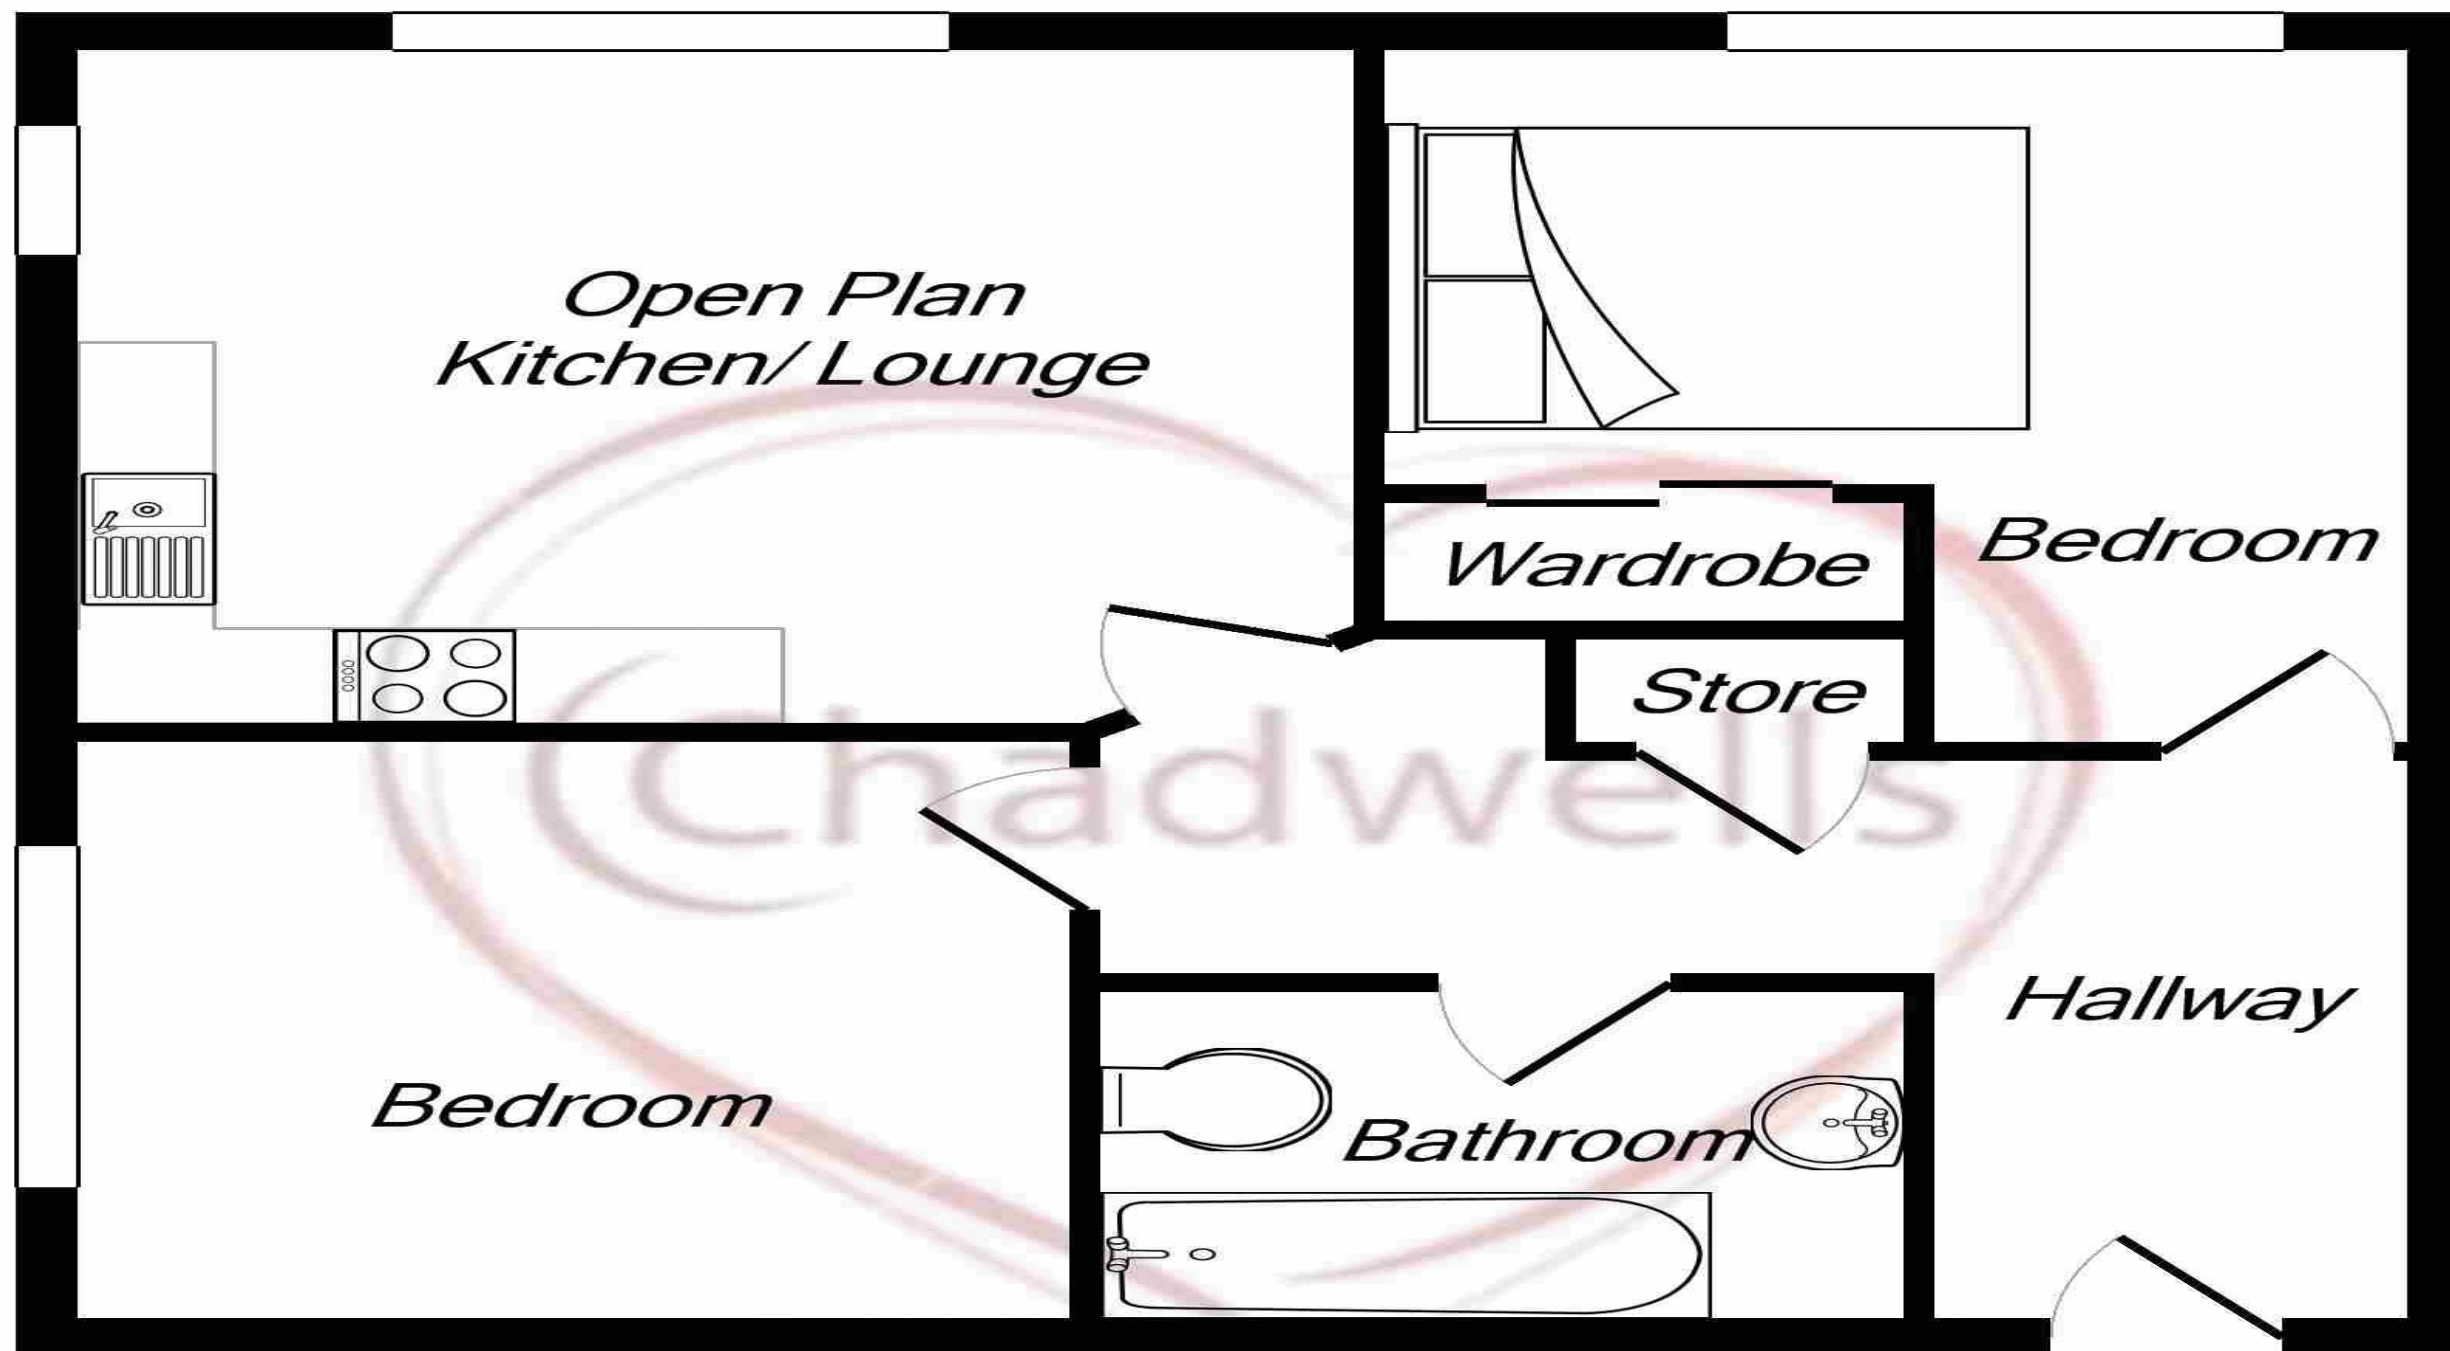 Open Plan
Kitchen/ Lounge
Bedroom
Wardrobe
Store
Chadwells
Hallway
Bedroom
Bathroom